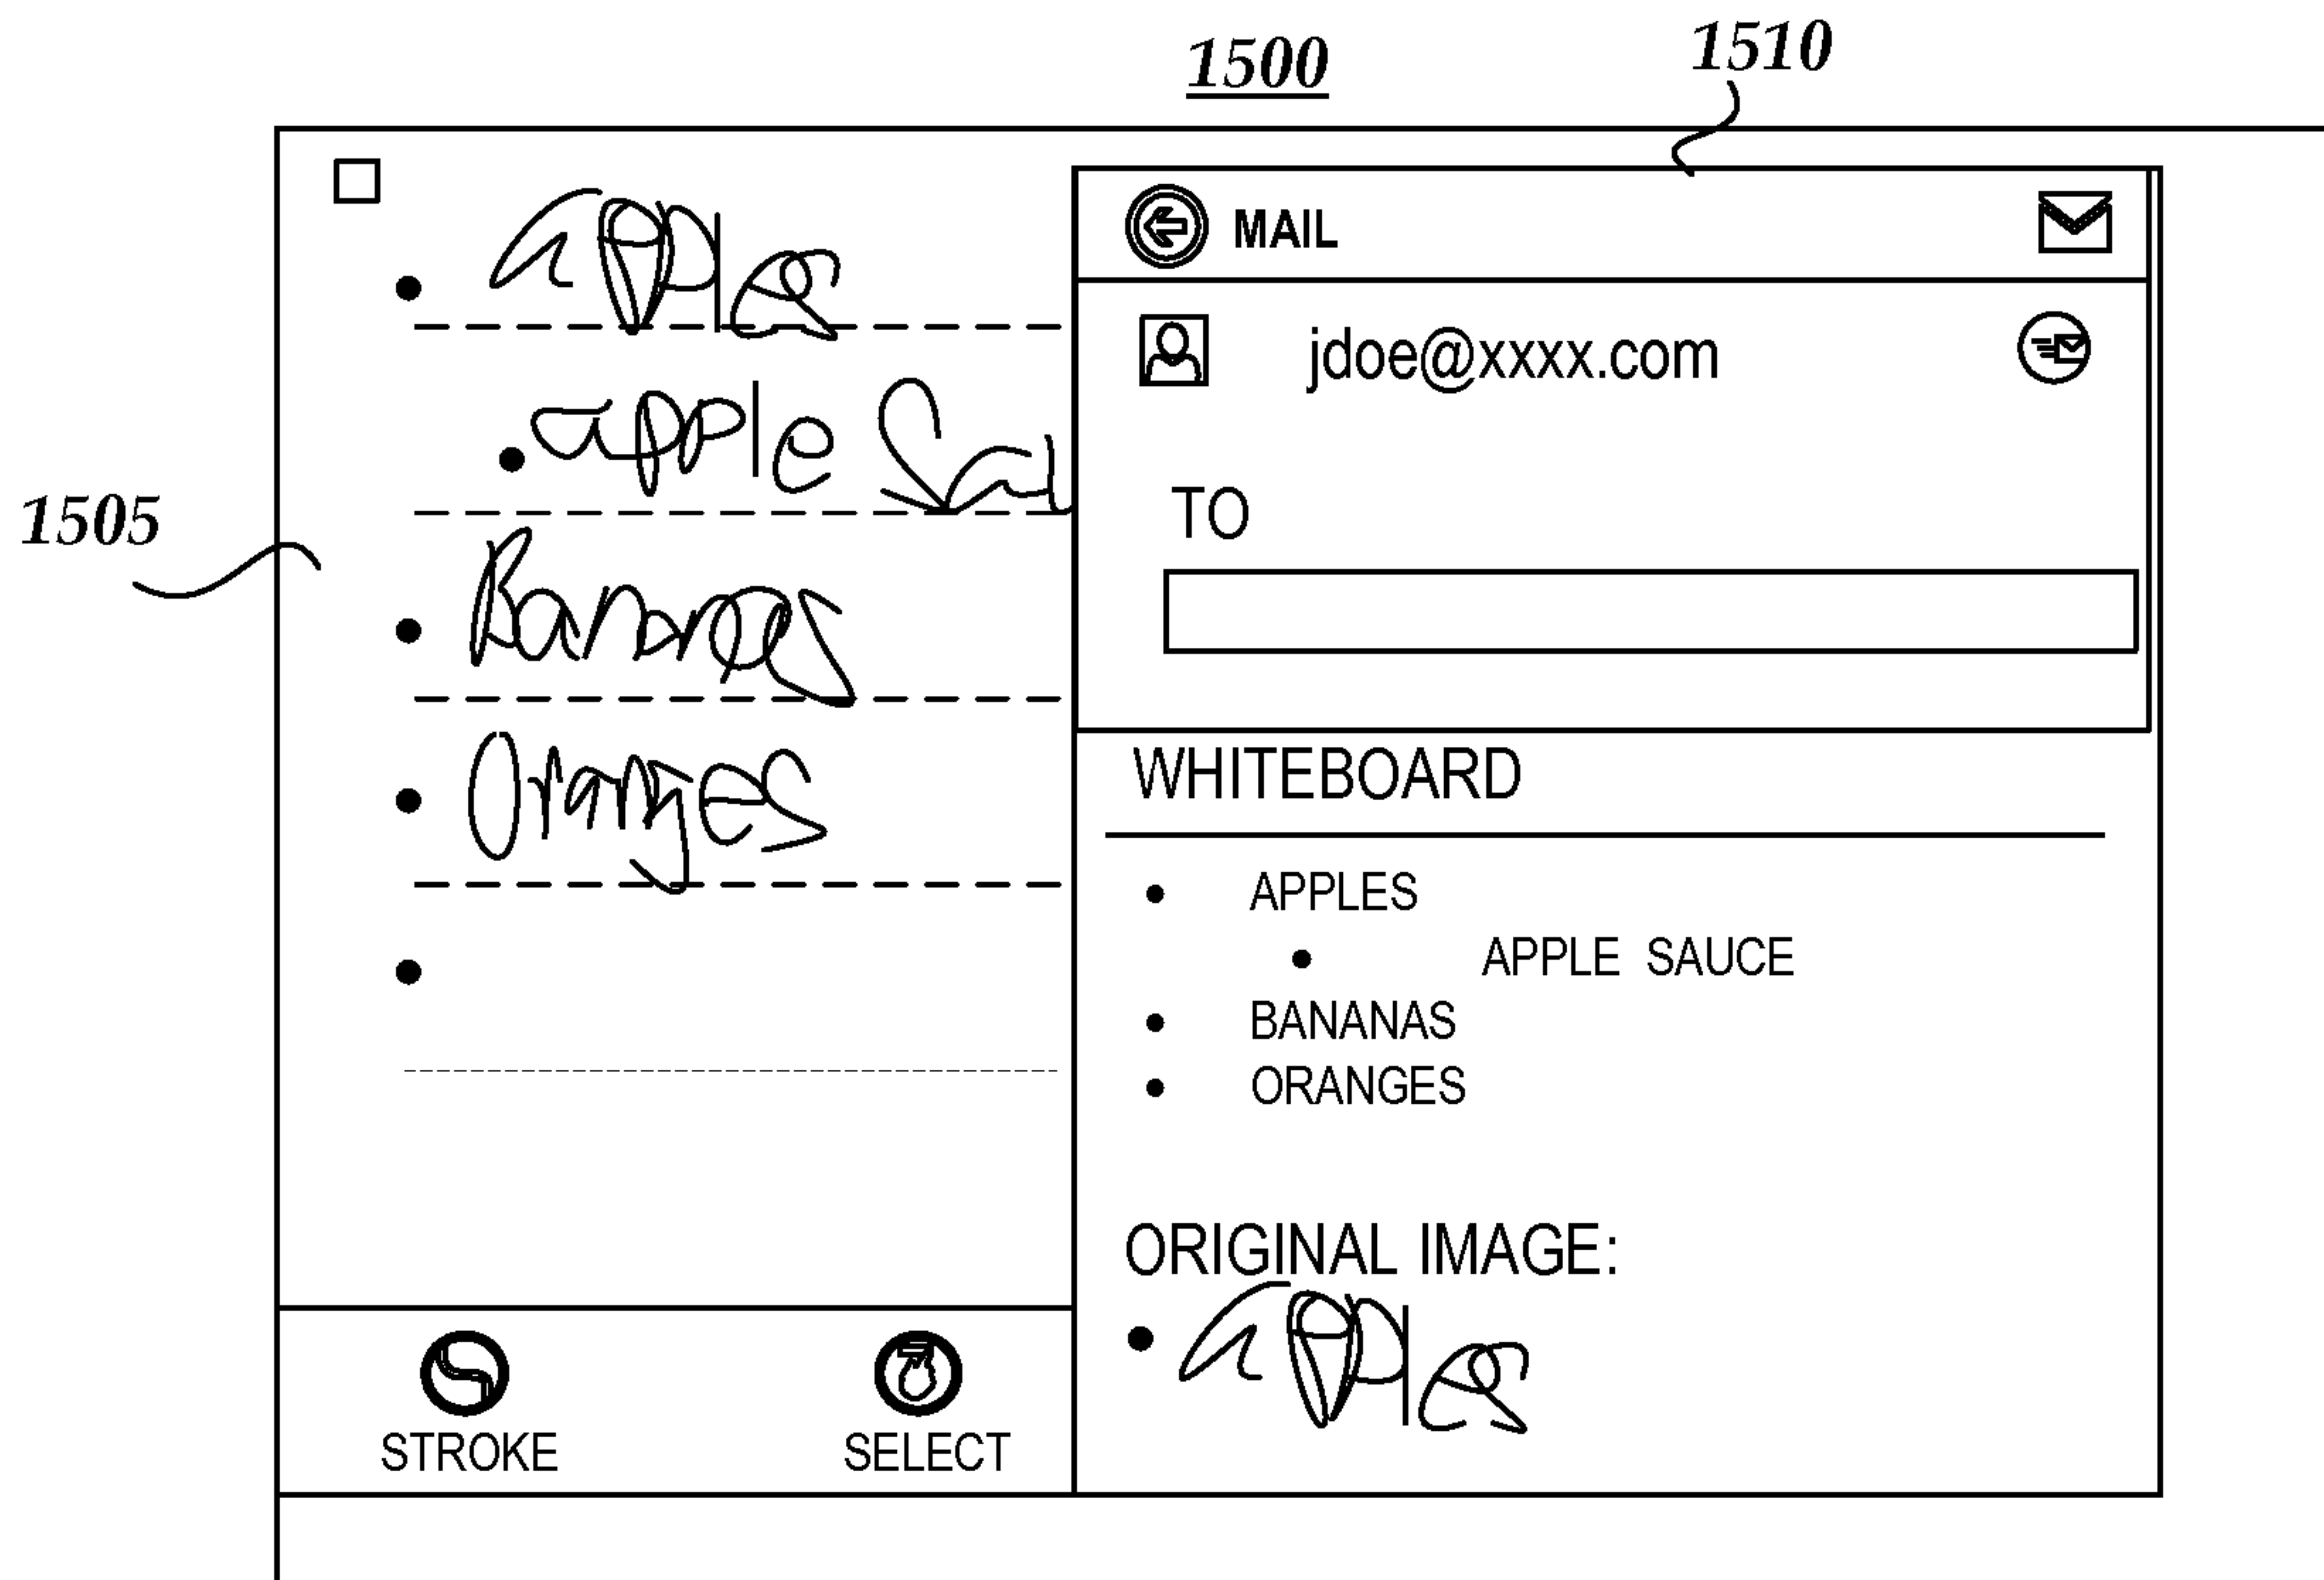 1500
1510
1505
Apples
apple Sau
Bananas
Oranges
STROKE
SELECT
MAIL
jdoe@xxxx.com
TO
WHITEBOARD
• APPLES
• APPLE SAUCE
• BANANAS
• ORANGES
ORIGINAL IMAGE:
• Apples